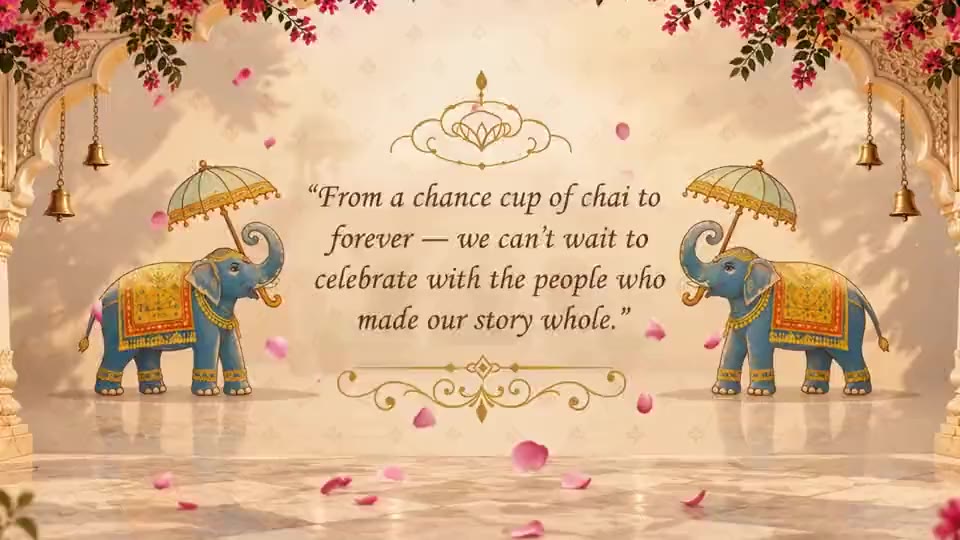 “From a chance cup of chai to
forever — we can’t wait to
celebrate with the people who
made our story whole.”